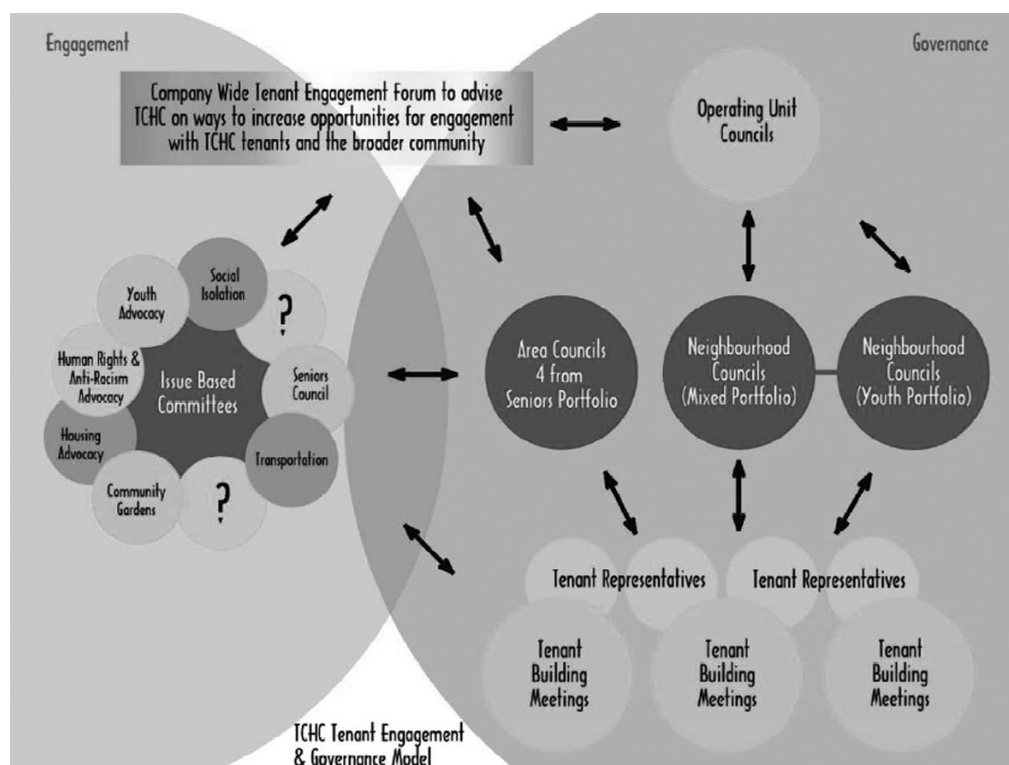 Engagement
Governance
Company Wide Tenant Engagement Forum to advise
TCHC on ways to increase opportunities for engagement
with TCHC tenants and the broader community
Operating Unit
Councils
Social
Isolation
?
Youth
Advocacy
Human Rights &
Anti-Racism
Advocacy
Issue Based
Committees
Seniors
Council
Housing
Advocacy
Transportation
Community
Gardens
?
Area Councils
4 from
Seniors Portfolio
Neighbourhood
Councils
(Mixed Portfolio)
Neighbourhood
Councils
(Youth Portfolio)
Tenant Representatives
Tenant Representatives
Tenant
Building
Meetings
Tenant
Building
Meetings
Tenant
Building
Meetings
TCHC Tenant Engagement
& Governance Model